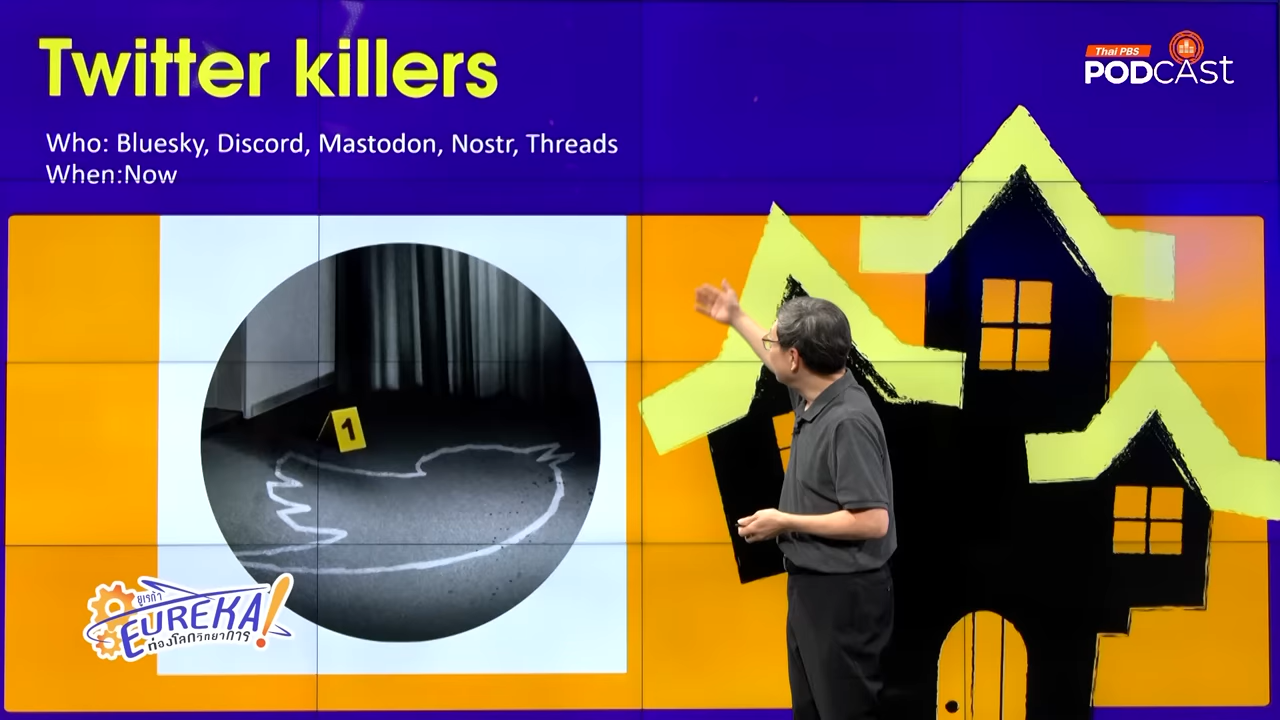 Twitter killers
Thai PBS
PODCAST
Who: Bluesky, Discord, Mastodon, Nostr, Threads
When:Now
1
ยูเรก้า
EUREKA!
ท่องโลกวิทยาการ